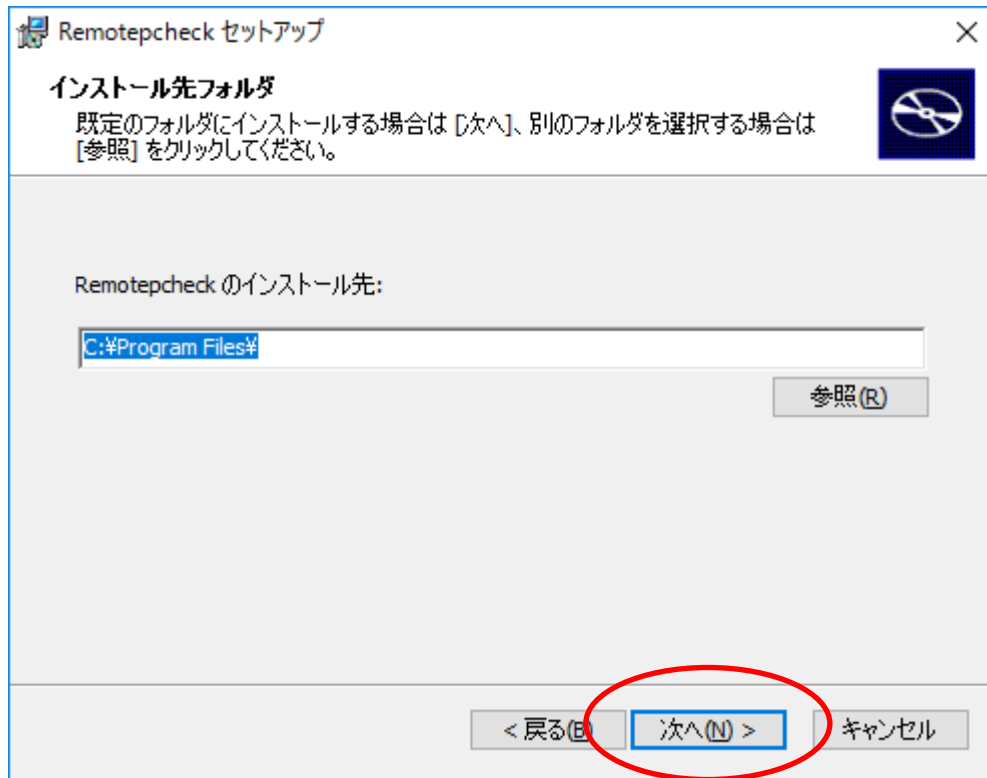 Remotepcheck セットアップ
インストール先フォルダ
既定のフォルダにインストールする場合は [次へ]、別のフォルダを選択する場合は
[参照] をクリックしてください。
Remotepcheck のインストール先:
C:¥Program Files¥
参照(R)
< 戻る(B)
次へ(N) >
キャンセル